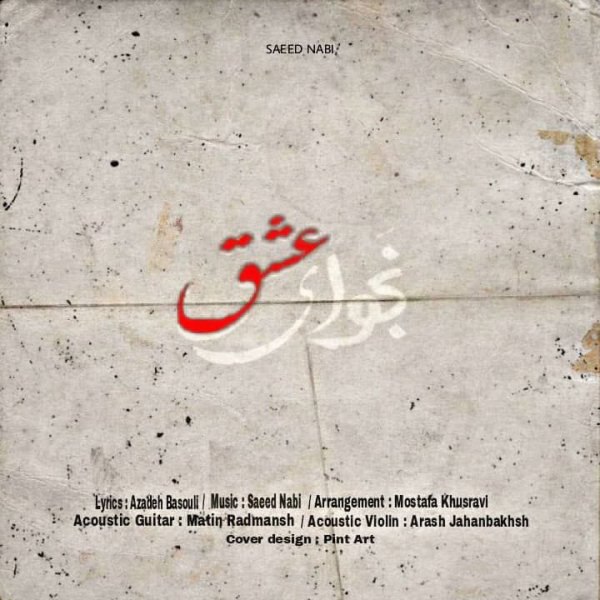 SAEED NABI
نجوای عشق
Lyrics : Azadeh Basouli / Music : Saeed Nabi / Arrangement : Mostafa Khusravi
Acoustic Guitar : Matin Radmansh / Acoustic Violin : Arash Jahanbakhsh
Cover design : Pint Art